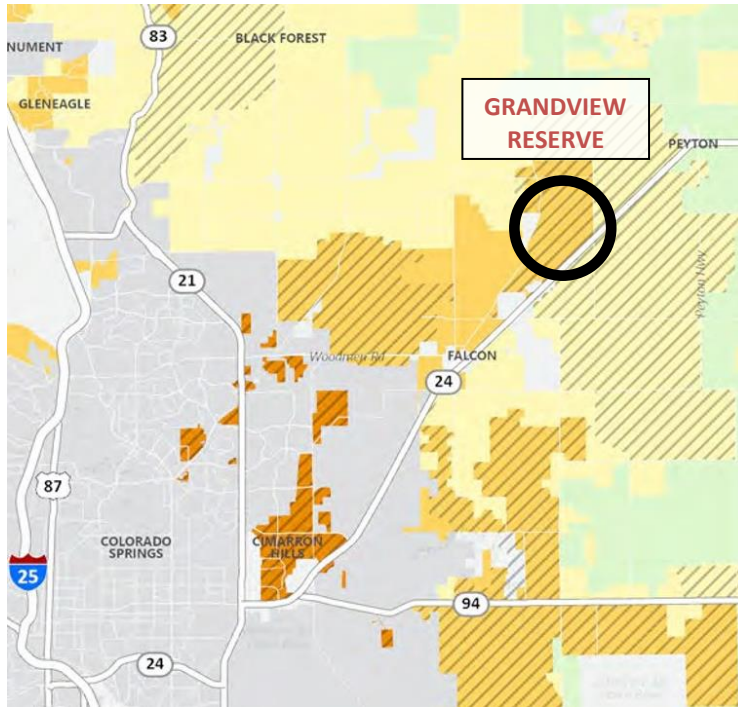 NUMENT
83
BLACK FOREST
GLENEAGLE
GRANDVIEW
RESERVE
PEYTON
21
Peyton Hwy
Woodmen Rd
FALCON
24
87
COLORADO
SPRINGS
CIMARRON
HILLS
25
94
24